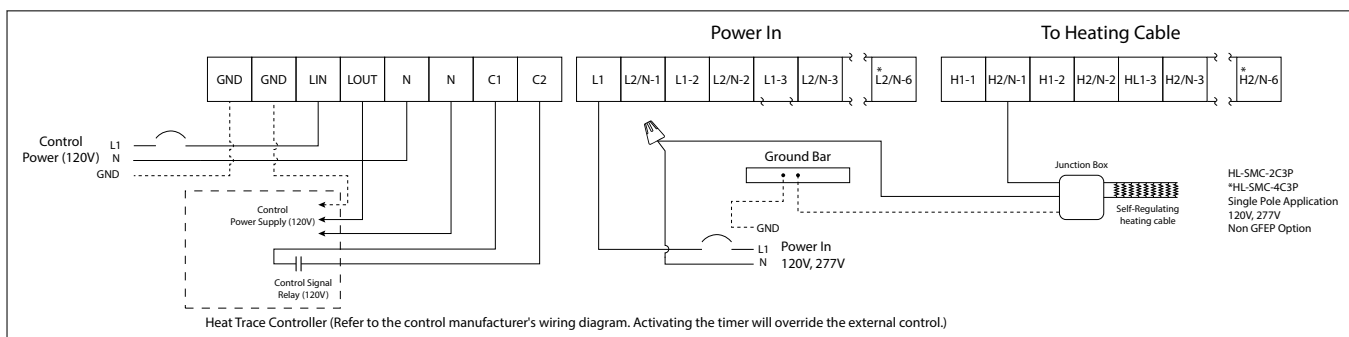 Power In
To Heating Cable
GND GND LIN LOUT N N C1 C2
L1 L2/N-1 L1-2 L2/N-2 L1-3 L2/N-3 * L2/N-6
H1-1 H2/N-1 H1-2 H2/N-2 HL1-3 H2/N-3 * H2/N-6
Control
Power (120V)
L1
N
GND
Control
Power Supply (120V)
Control Signal
Relay (120V)
Ground Bar
GND
L1
N
Power In
120V, 277V
Junction Box
Self-Regulating
heating cable
HL-SMC-2C3P
*HL-SMC-4C3P
Single Pole Application
120V, 277V
Non GFEP Option
Heat Trace Controller (Refer to the control manufacturer's wiring diagram. Activating the timer will override the external control.)